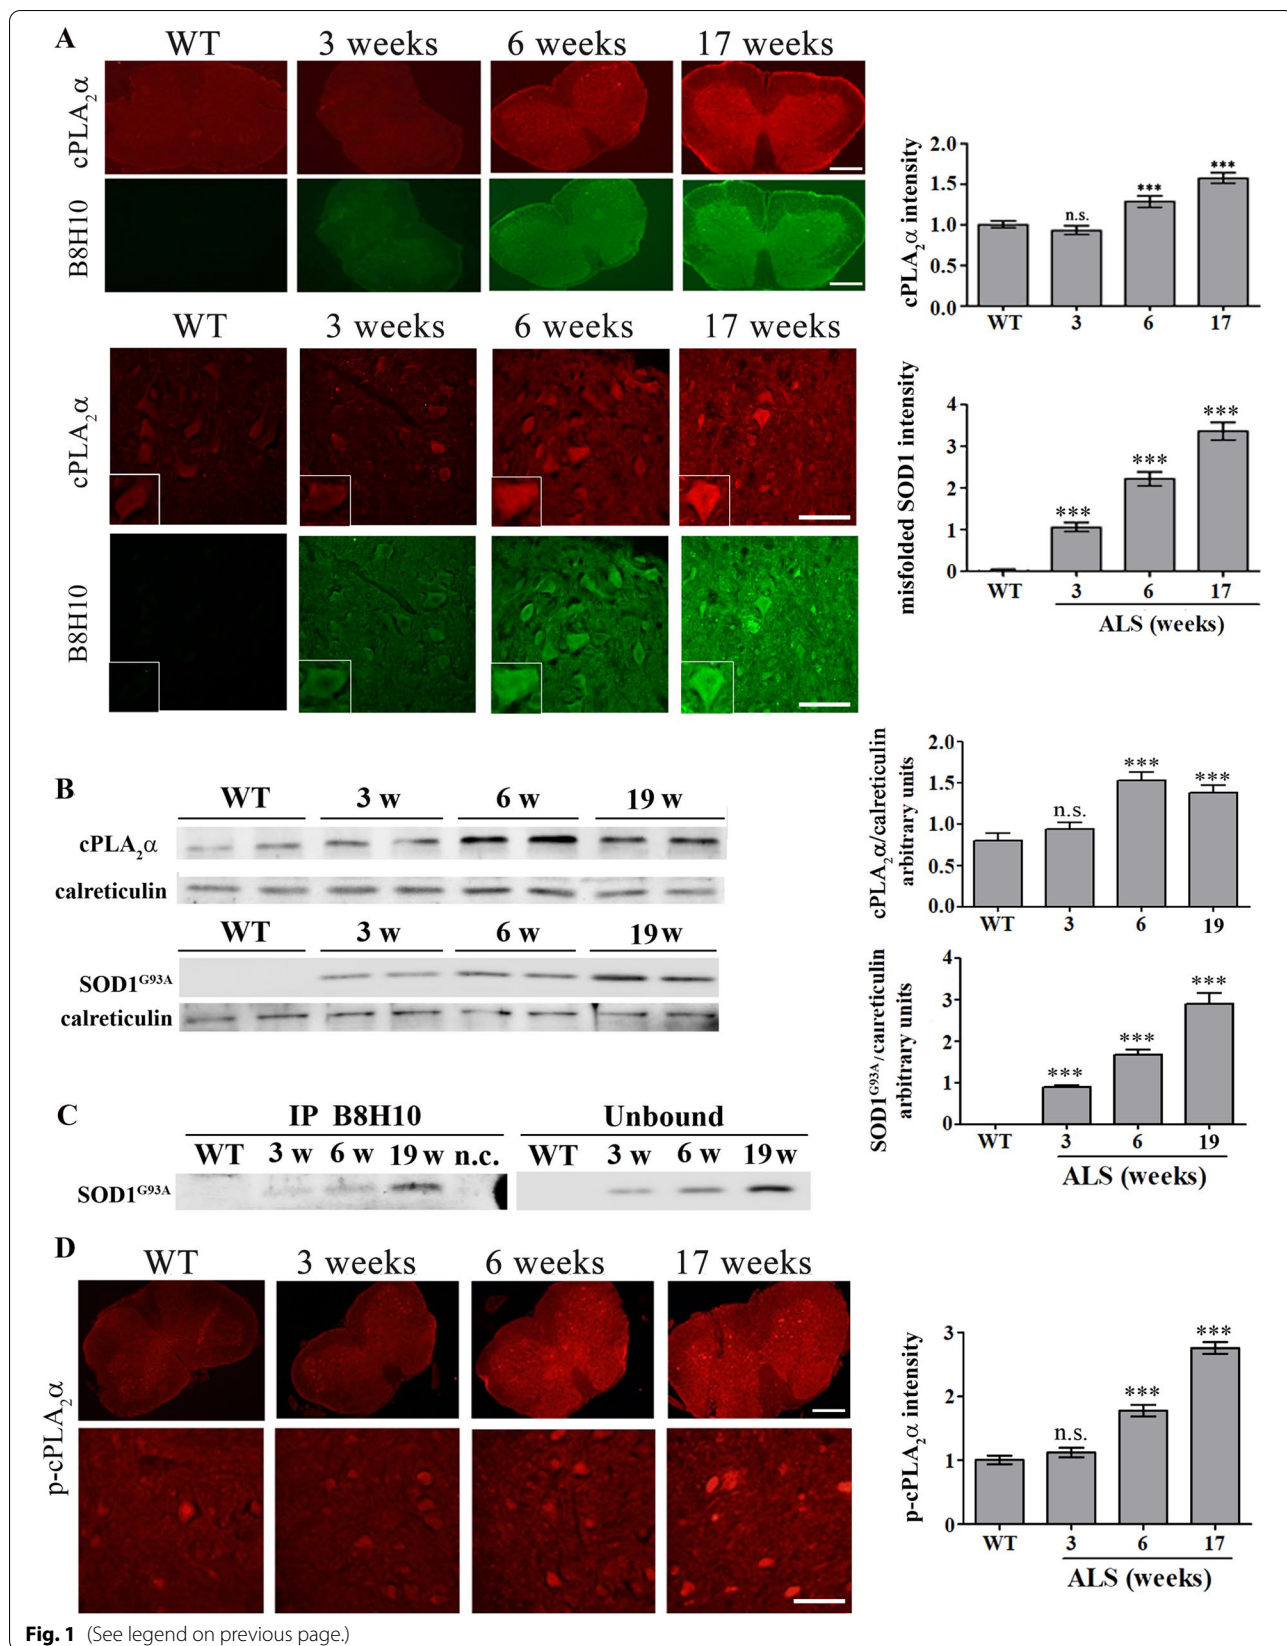 A
WT 3 weeks 6 weeks 17 weeks
cPLA₂α
B8H10
WT 3 weeks 6 weeks 17 weeks
cPLA₂α
B8H10
cPLA₂α intensity
2.0
1.5
1.0
0.5
0.0
n.s. *** ***
WT 3 6 17
misfolded SOD1 intensity
4
3
2
1
0
*** *** ***
WT 3 6 17
ALS (weeks)
B
WT 3 w 6 w 19 w
cPLA₂α
calreticulin
WT 3 w 6 w 19 w
SOD1ᴳ⁹³ᴬ
calreticulin
cPLA₂α/calreticulin
arbitrary units
2.0
1.5
1.0
0.5
0.0
n.s. *** ***
WT 3 6 19
SOD1ᴳ⁹³ᴬ/calreticulin
arbitrary units
4
3
2
1
0
*** *** ***
WT 3 6 19
ALS (weeks)
C
IP B8H10 Unbound
WT 3 w 6 w 19 w n.c. WT 3 w 6 w 19 w
SOD1ᴳ⁹³ᴬ
D
WT 3 weeks 6 weeks 17 weeks
p-cPLA₂α
p-cPLA₂α intensity
3
2
1
0
n.s. *** ***
WT 3 6 17
ALS (weeks)
Fig. 1 (See legend on previous page.)